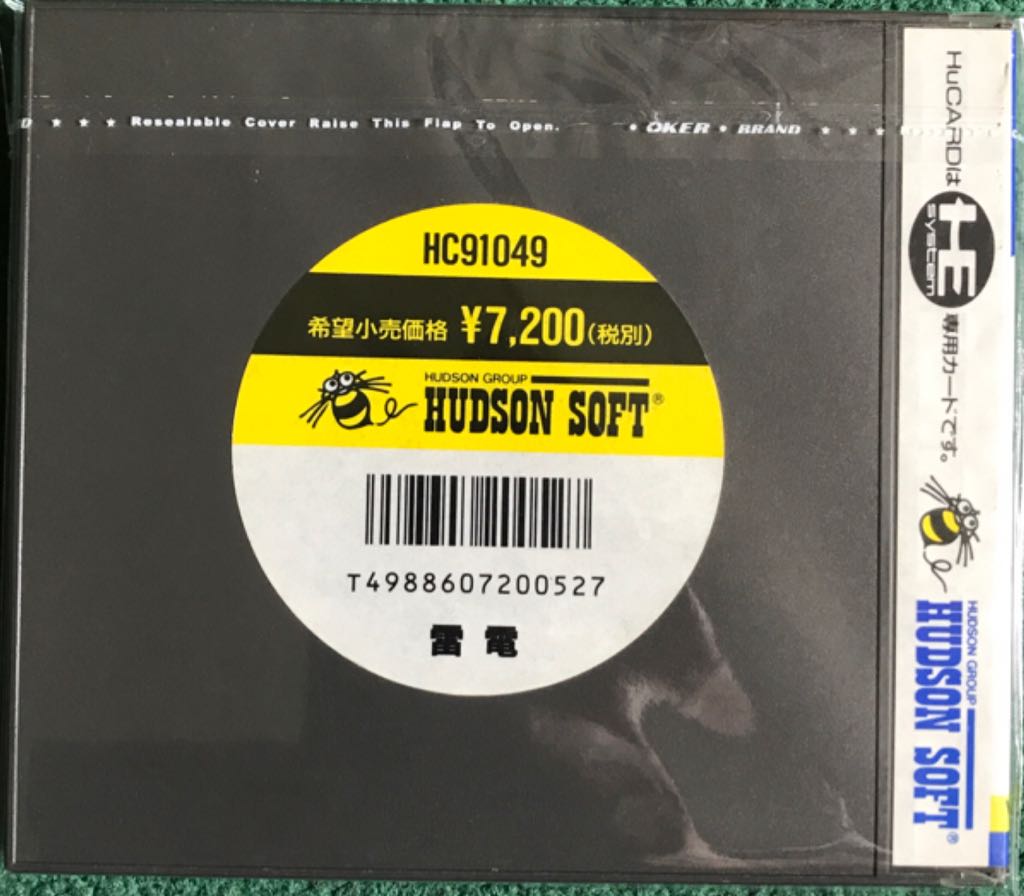 ★ ★ ★ Resealable Cover Raise This Flap To Open. • OKER • BRAND ★ ★ ★
HC91049
希望小売価格 ¥7,200(税別)
HUDSON GROUP
HUDSON SOFT®
T4988607200527
雷電
HuCARDは HE SYSTEM 専用カードです。
HUDSON GROUP
HUDSON SOFT®